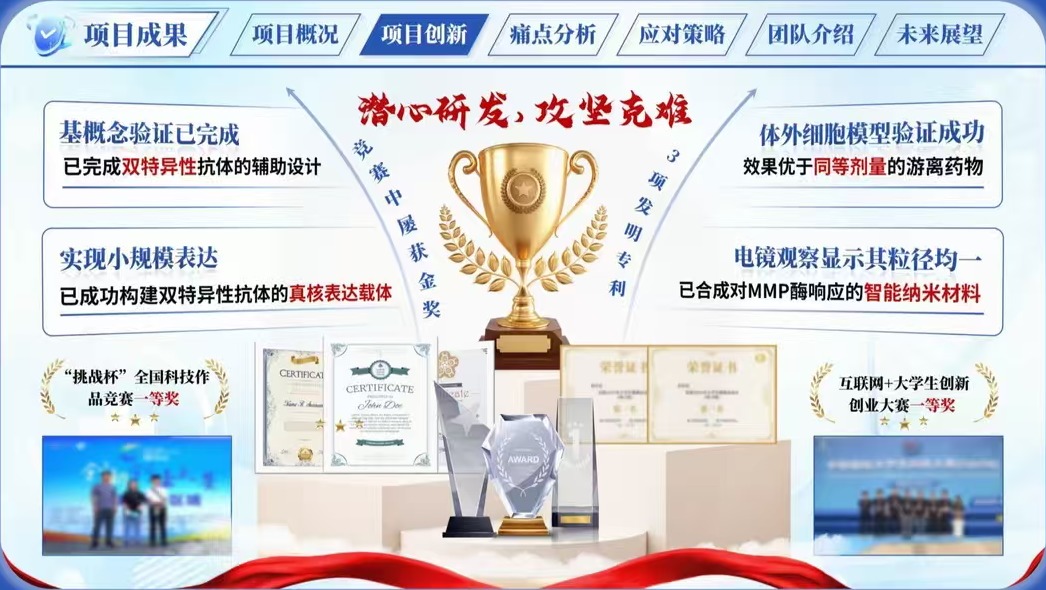 项目成果
项目概况
项目创新
痛点分析
应对策略
团队介绍
未来展望
潜心研发，攻坚克难
基概念验证已完成
已完成双特异性抗体的辅助设计
实现小规模表达
已成功构建双特异性抗体的真核表达载体
竞赛中屡获金奖
3项发明专利
体外细胞模型验证成功
效果优于同等剂量的游离药物
电镜观察显示其粒径均一
已合成对MMP酶响应的智能纳米材料
“挑战杯”全国科技作
品竞赛一等奖
CERTIFICATE
John Doe
荣誉证书
荣誉证书
AWARD
互联网+大学生创新
创业大赛一等奖